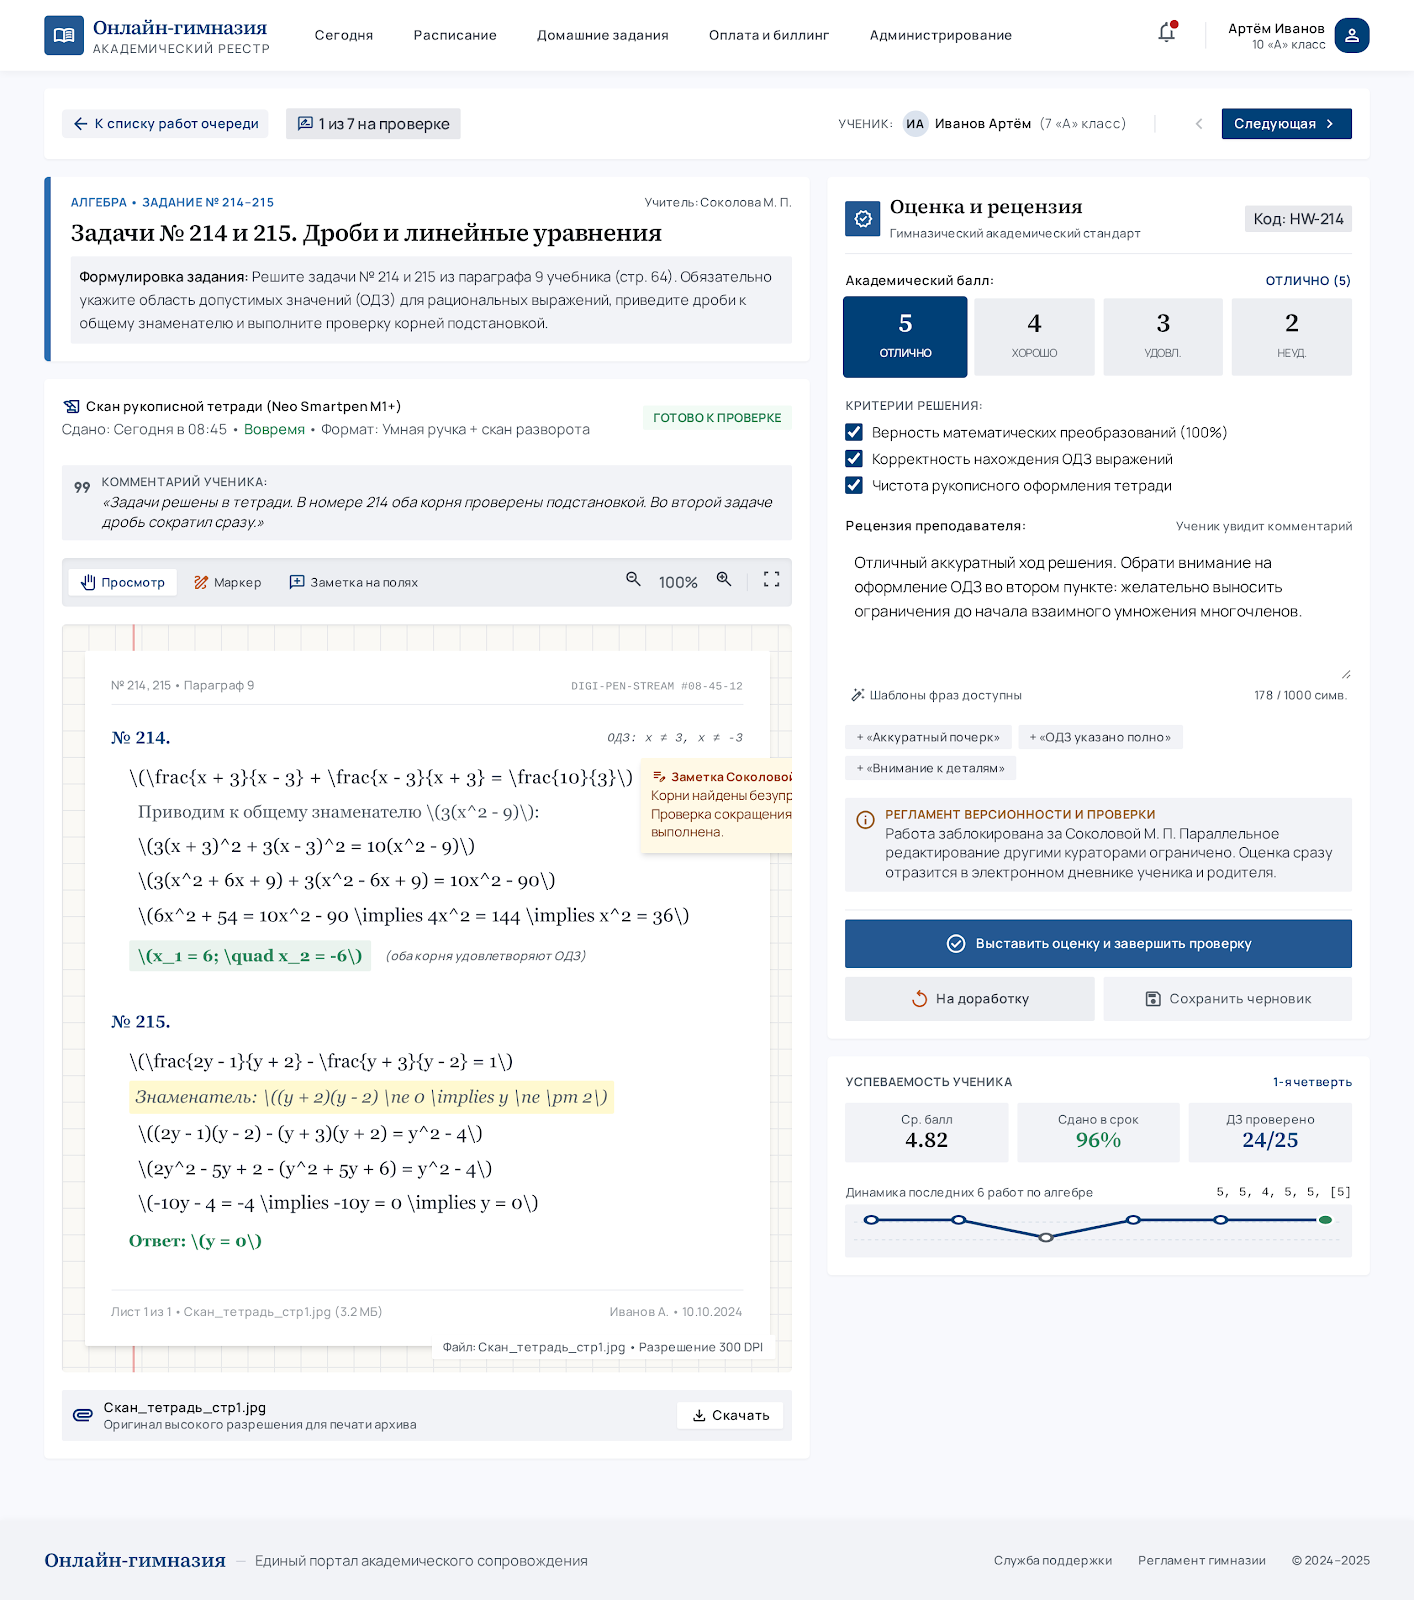 Онлайн-гимназия
АКАДЕМИЧЕСКИЙ РЕЕСТР
Сегодня
Расписание
Домашние задания
Оплата и биллинг
Администрирование
Артём Иванов
10 «А» класс
К списку работ очереди
1 из 7 на проверке
УЧЕНИК: ИА Иванов Артём (7 «А» класс)
Следующая
АЛГЕБРА • ЗАДАНИЕ № 214–215
Учитель: Соколова М. П.
Задачи № 214 и 215. Дроби и линейные уравнения
Формулировка задания: Решите задачи № 214 и 215 из параграфа 9 учебника (стр. 64). Обязательно
укажите область допустимых значений (ОДЗ) для рациональных выражений, приведите дроби к
общему знаменателю и выполните проверку корней подстановкой.
Скан рукописной тетради (Neo Smartpen M1+)
Сдано: Сегодня в 08:45 • Вовремя • Формат: Умная ручка + скан разворота
ГОТОВО К ПРОВЕРКЕ
КОММЕНТАРИЙ УЧЕНИКА:
«Задачи решены в тетради. В номере 214 оба корня проверены подстановкой. Во второй задаче
дробь сократил сразу.»
Просмотр
Маркер
Заметка на полях
100%
№ 214, 215 • Параграф 9
DIGI-PEN-STREAM #08-45-12
№ 214.
ОДЗ: x ≠ 3, x ≠ -3
\(\frac{x + 3}{x - 3} + \frac{x - 3}{x + 3} = \frac{10}{3}\)
Заметка Соколовой
Корни найдены безупр
Проверка сокращения
выполнена.
Приводим к общему знаменателю \(3(x^2 - 9)\):
\(3(x + 3)^2 + 3(x - 3)^2 = 10(x^2 - 9)\)
\(3(x^2 + 6x + 9) + 3(x^2 - 6x + 9) = 10x^2 - 90\)
\(6x^2 + 54 = 10x^2 - 90 \implies 4x^2 = 144 \implies x^2 = 36\)
\(x_1 = 6; \quad x_2 = -6\)
(оба корня удовлетворяют ОДЗ)
№ 215.
\(\frac{2y - 1}{y + 2} - \frac{y + 3}{y - 2} = 1\)
Знаменатель: \((y + 2)(y - 2) \ne 0 \implies y \ne \pm 2\)
\((2y - 1)(y - 2) - (y + 3)(y + 2) = y^2 - 4\)
\(2y^2 - 5y + 2 - (y^2 + 5y + 6) = y^2 - 4\)
\(-10y - 4 = -4 \implies -10y = 0 \implies y = 0\)
Ответ: \(y = 0\)
Лист 1 из 1 • Скан_тетрадь_стр1.jpg (3.2 МБ)
Иванов А. • 10.10.2024
Файл: Скан_тетрадь_стр1.jpg • Разрешение 300 DPI
Скан_тетрадь_стр1.jpg
Оригинал высокого разрешения для печати архива
Скачать
Оценка и рецензия
Гимназический академический стандарт
Код: HW-214
Академический балл:
ОТЛИЧНО (5)
5
ОТЛИЧНО
4
ХОРОШО
3
УДОВЛ.
2
НЕУД.
КРИТЕРИИ РЕШЕНИЯ:
Верность математических преобразований (100%)
Корректность нахождения ОДЗ выражений
Чистота рукописного оформления тетради
Рецензия преподавателя:
Ученик увидит комментарий
Отличный аккуратный ход решения. Обрати внимание на
оформление ОДЗ во втором пункте: желательно выносить
ограничения до начала взаимного умножения многочленов.
Шаблоны фраз доступны
178 / 1000 симв.
+ «Аккуратный почерк»
+ «ОДЗ указано полно»
+ «Внимание к деталям»
РЕГЛАМЕНТ ВЕРСИОННОСТИ И ПРОВЕРКИ
Работа заблокирована за Соколовой М. П. Параллельное
редактирование другими кураторами ограничено. Оценка сразу
отразится в электронном дневнике ученика и родителя.
Выставить оценку и завершить проверку
На доработку
Сохранить черновик
УСПЕВАЕМОСТЬ УЧЕНИКА
1-я четверть
Ср. балл
4.82
Сдано в срок
96%
ДЗ проверено
24/25
Динамика последних 6 работ по алгебре
5, 5, 4, 5, 5, [5]
Онлайн-гимназия — Единый портал академического сопровождения
Служба поддержки
Регламент гимназии
© 2024–2025